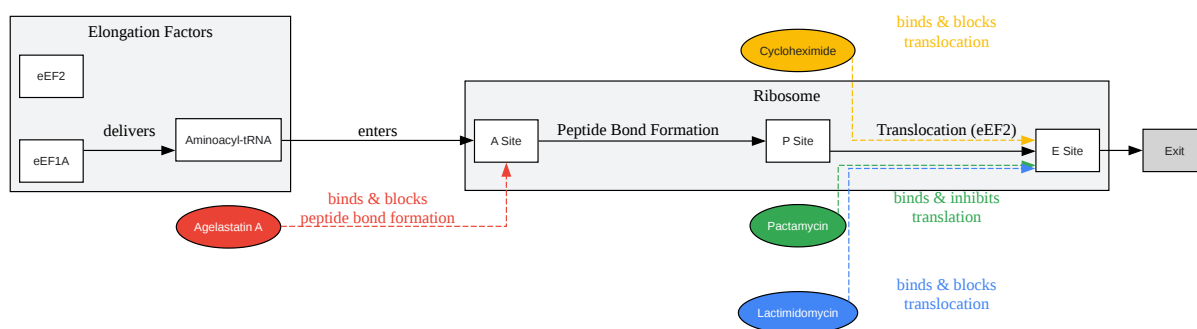 Elongation Factors
eEF2
eEF1A
delivers
Aminoacyl-tRNA
enters
Ribosome
A Site
Peptide Bond Formation
P Site
Translocation (eEF2)
E Site
Exit
Cycloheximide
binds & blocks
translocation
Agelastatin A
binds & blocks
peptide bond formation
Pactamycin
binds & inhibits
translation
Lactimidomycin
binds & blocks
translocation